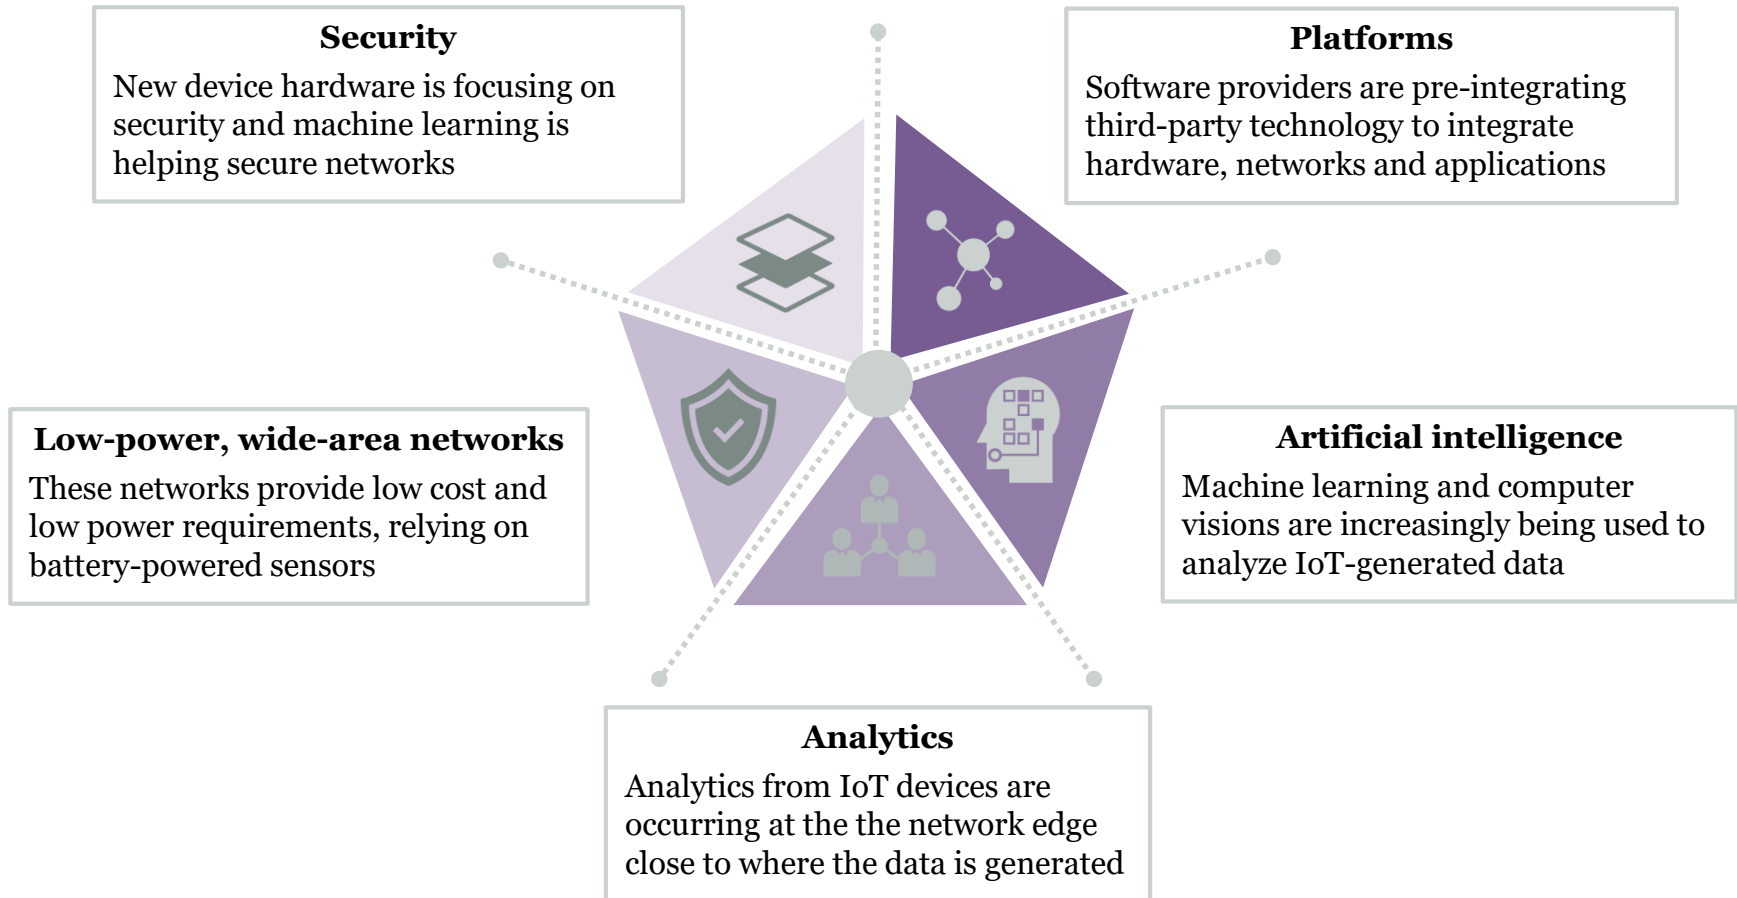 Security
New device hardware is focusing on
security and machine learning is
helping secure networks
Platforms
Software providers are pre-integrating
third-party technology to integrate
hardware, networks and applications
Low-power, wide-area networks
These networks provide low cost and
low power requirements, relying on
battery-powered sensors
Artificial intelligence
Machine learning and computer
visions are increasingly being used to
analyze IoT-generated data
Analytics
Analytics from IoT devices are
occurring at the the network edge
close to where the data is generated